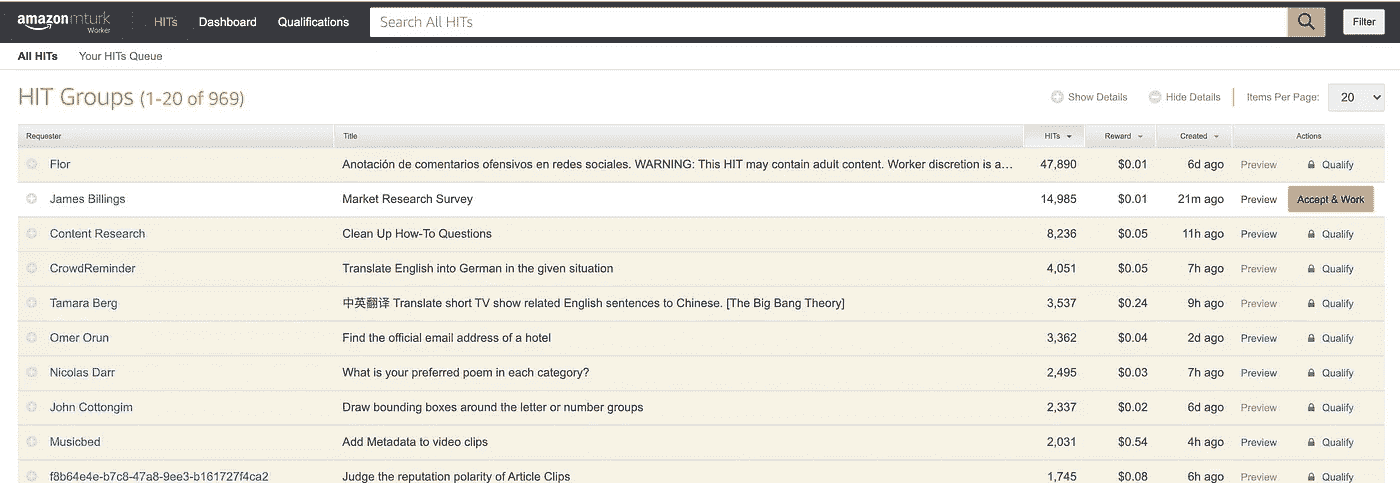 amazonmturk
Worker
HITs Dashboard Qualifications Search All HITs Filter
All HITs Your HITs Queue
HIT Groups (1-20 of 969) Show Details Hide Details Items Per Page: 20
Requester Title HITs Reward Created Actions
Flor Anotación de comentarios ofensivos en redes sociales. WARNING: This HIT may contain adult content. Worker discretion is a... 47,890 $0.01 6d ago Preview Qualify
James Billings Market Research Survey 14,985 $0.01 21m ago Preview Accept & Work
Content Research Clean Up How-To Questions 8,236 $0.05 11h ago Preview Qualify
CrowdReminder Translate English into German in the given situation 4,051 $0.05 7h ago Preview Qualify
Tamara Berg 中英翻译 Translate short TV show related English sentences to Chinese. [The Big Bang Theory] 3,537 $0.24 9h ago Preview Qualify
Omer Orun Find the official email address of a hotel 3,362 $0.04 2d ago Preview Qualify
Nicolas Darr What is your preferred poem in each category? 2,495 $0.03 7h ago Preview Qualify
John Cottongim Draw bounding boxes around the letter or number groups 2,337 $0.02 6d ago Preview Qualify
Musicbed Add Metadata to video clips 2,031 $0.54 4h ago Preview Qualify
f8b64e4e-b7c8-47a8-9ee3-b161727f4ca2 Judge the reputation polarity of Article Clips 1,745 $0.08 6h ago Preview Qualify